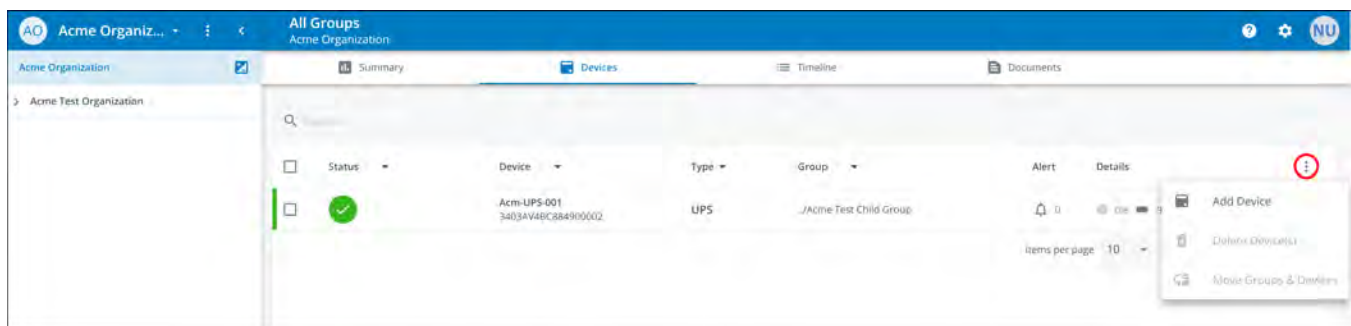 AO Acme Organiz...
All Groups
Acme Organization
NU
Acme Organization
Summary
Devices
Timeline
Documents
Acme Test Organization
Status
Device
Type
Group
Alert
Details
Acm-UPS-001
UPS
../Acme Test Child Group
0
Add Device
Delete Device(s)
Items per page 10
Move Groups & Devices